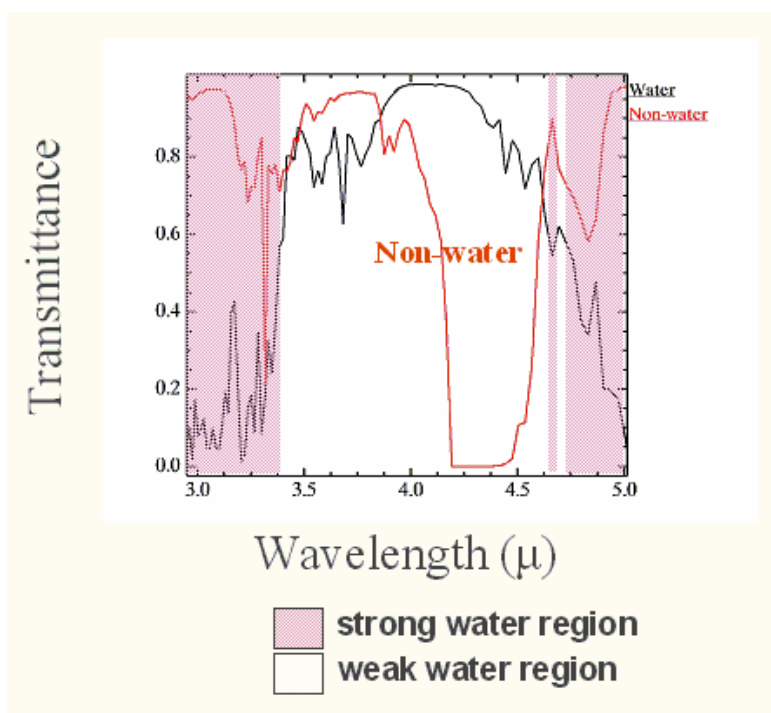 Transmittance
0.8
0.6
0.4
0.2
0.0
3.0 3.5 4.0 4.5 5.0
Water
Non-water
Non-water
Wavelength (μ)
strong water region
weak water region